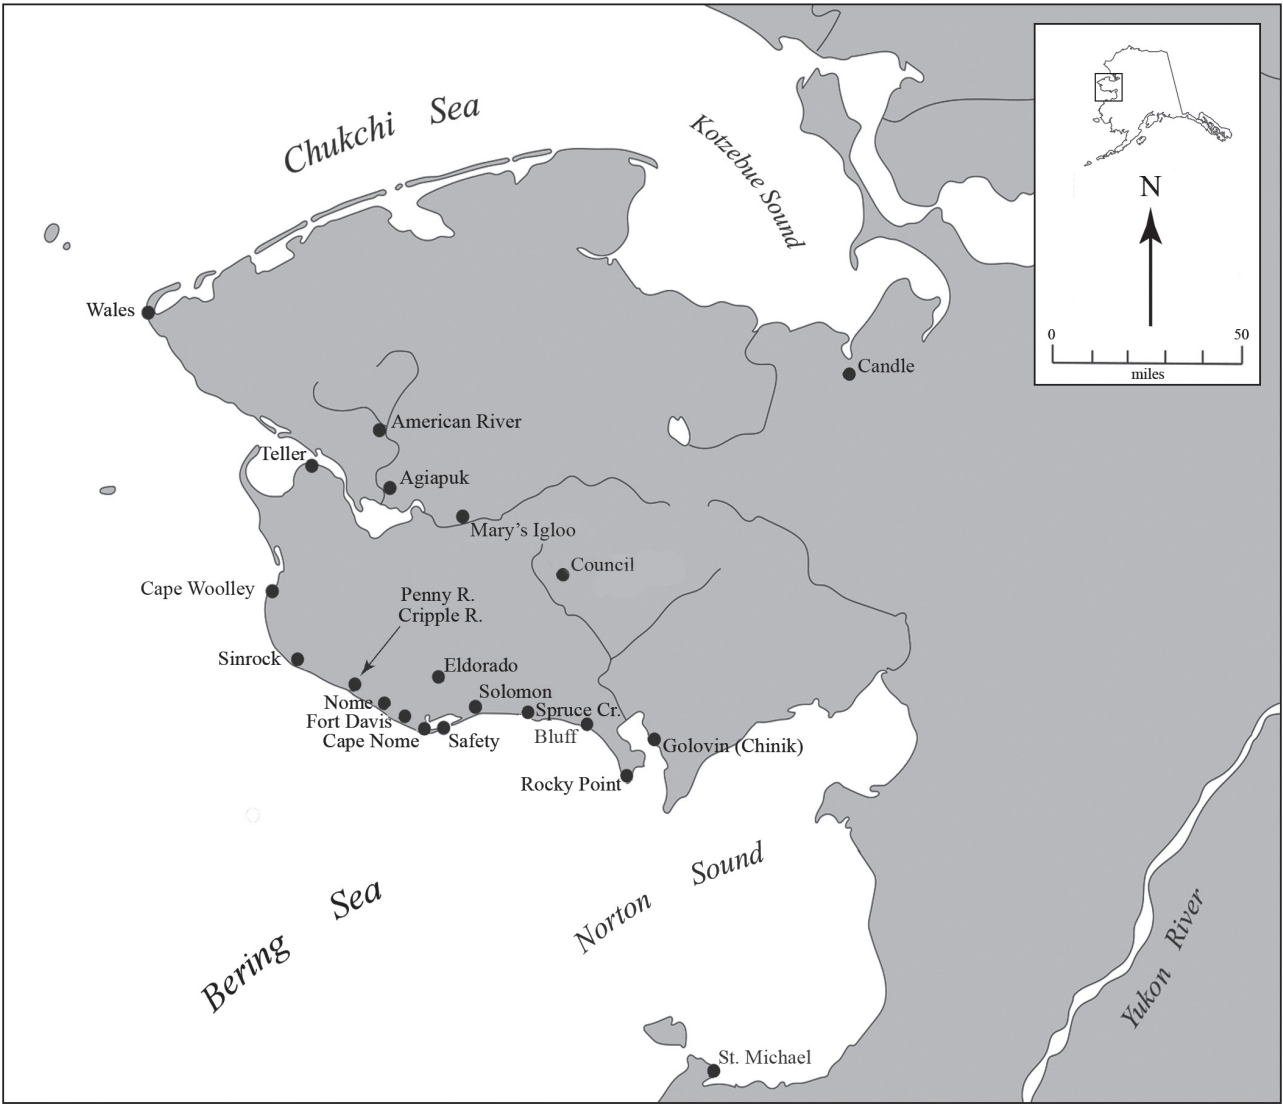 Chukchi Sea
Kotzebue Sound
N
0 50
miles
Wales
Candle
American River
Teller
Agiapuk
Mary's Igloo
Council
Cape Woolley
Penny R.
Cripple R.
Sinrock
Eldorado
Solomon
Nome
Spruce Cr.
Fort Davis
Bluff
Cape Nome
Safety
Golovin (Chinik)
Rocky Point
Norton Sound
Bering Sea
Yukon River
St. Michael